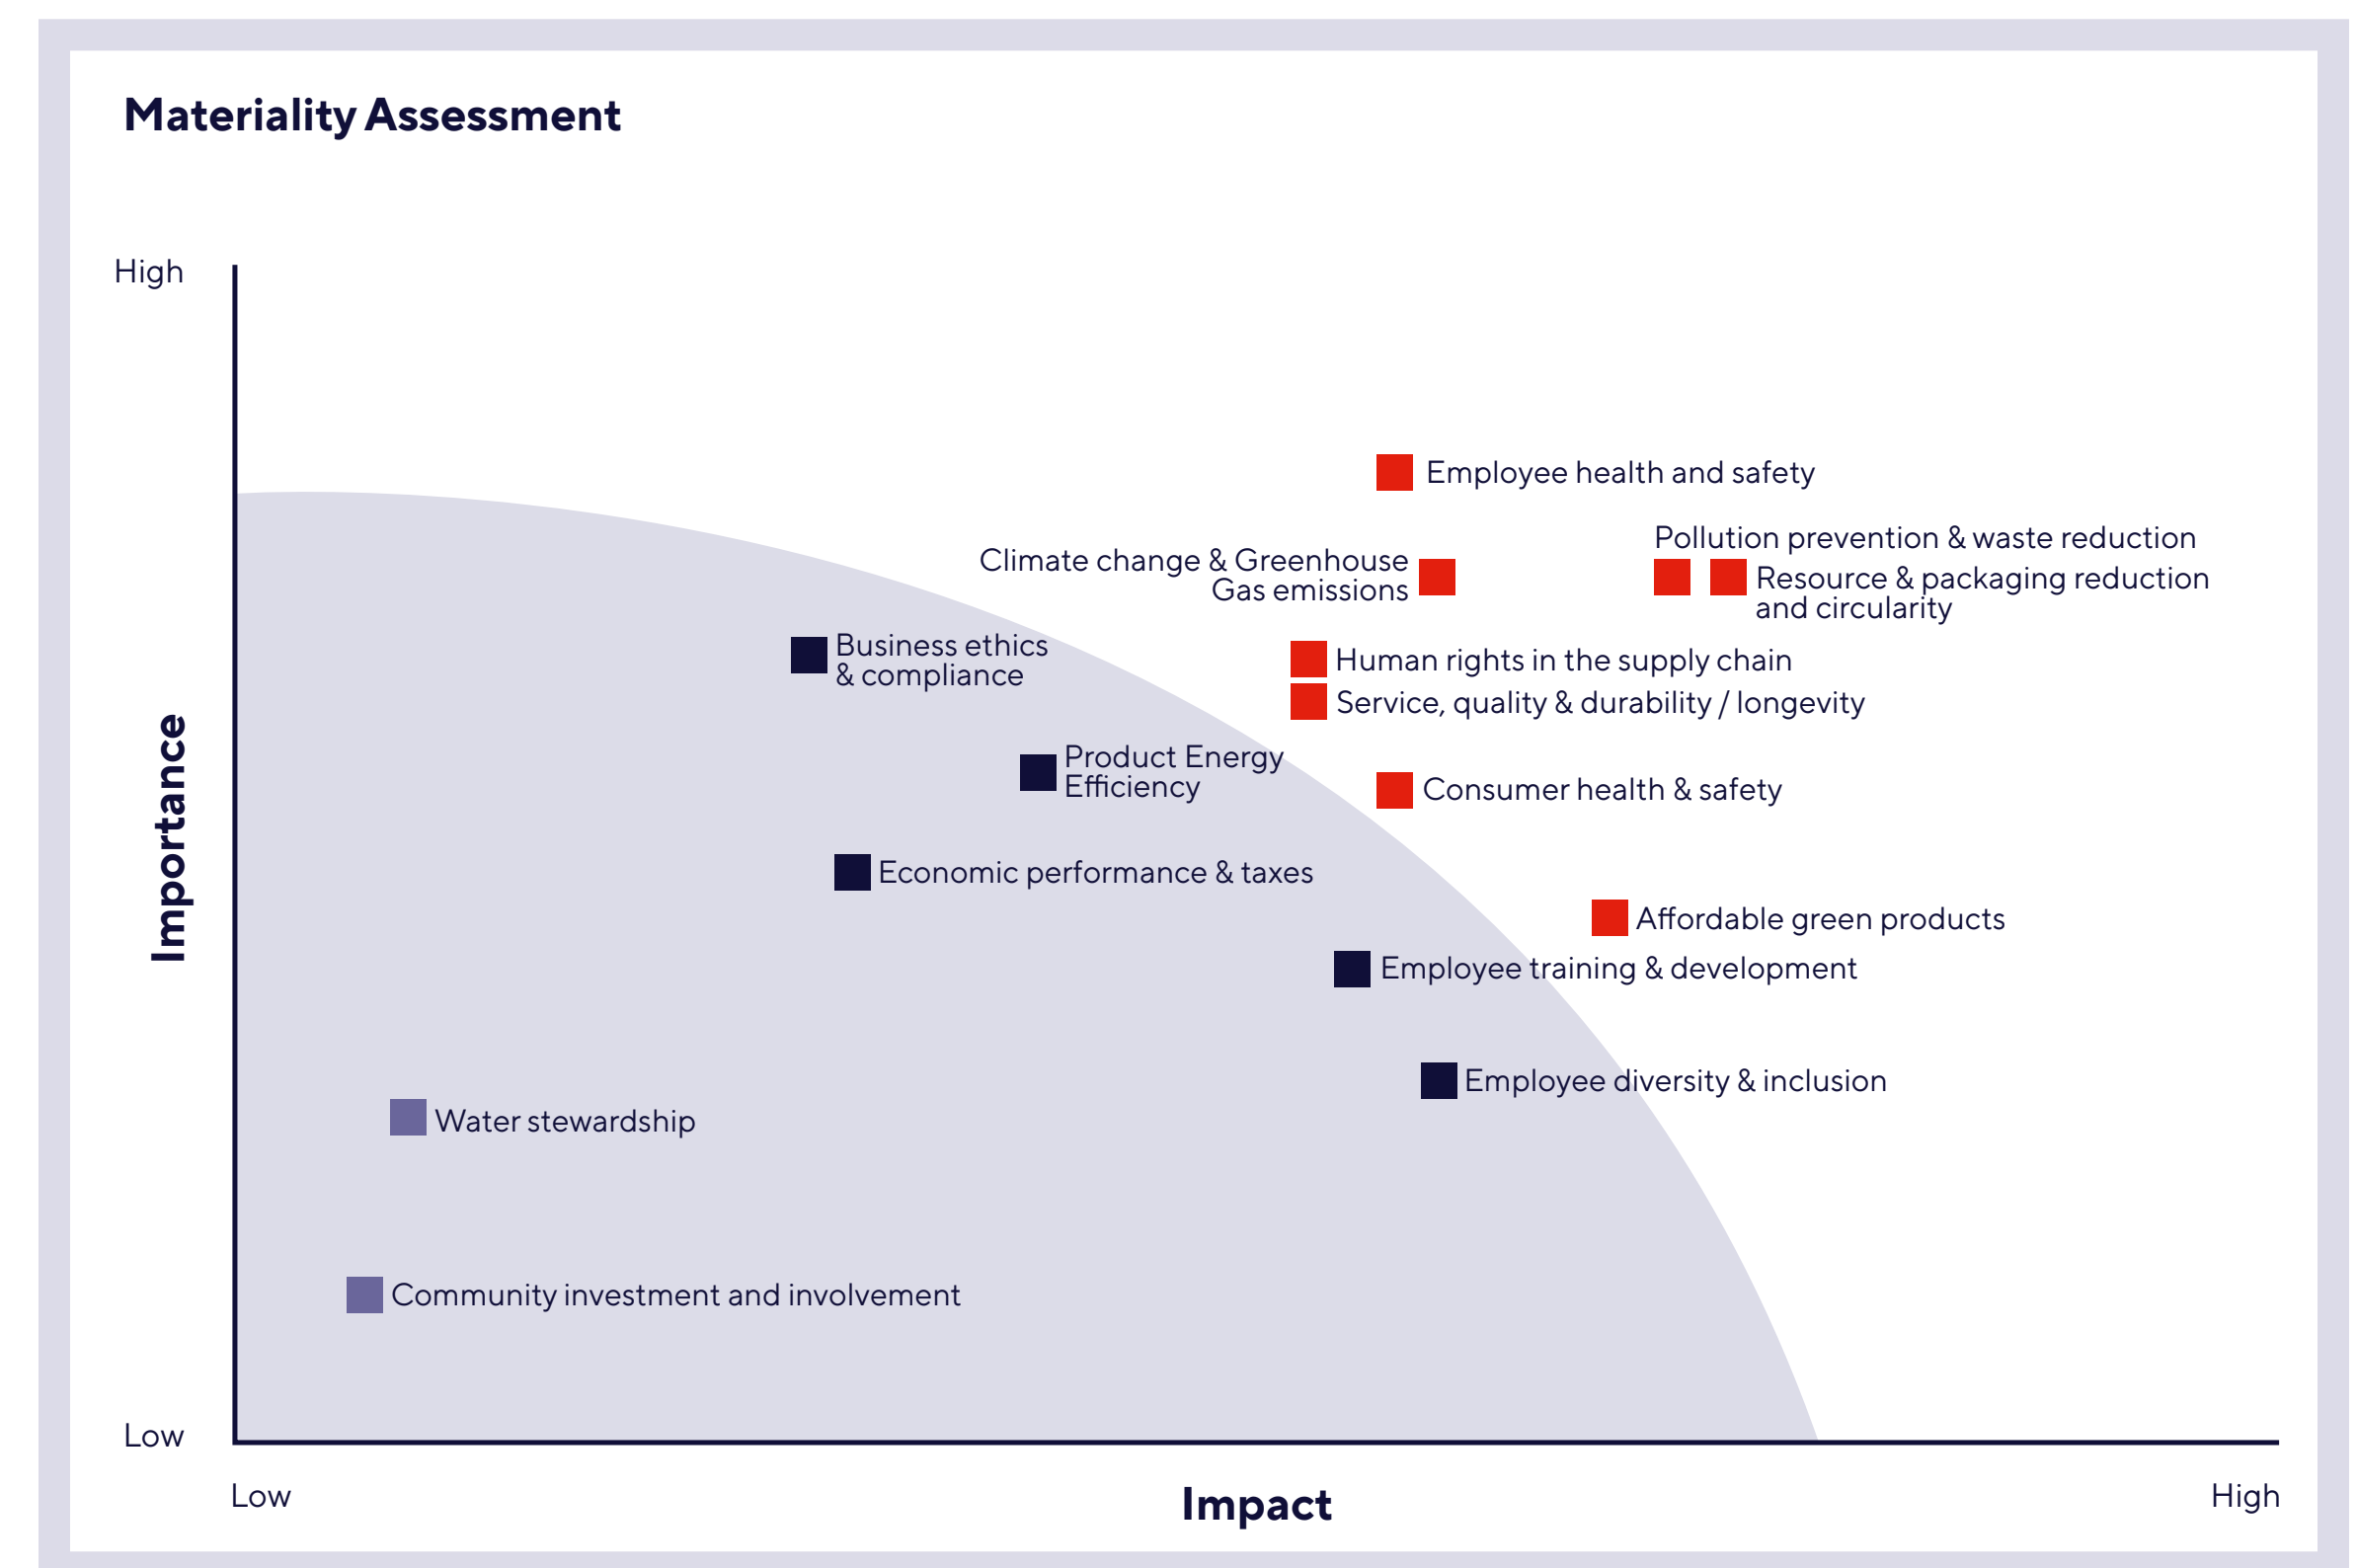 Materiality Assessment
High
Employee health and safety
Pollution prevention & waste reduction
Climate change & Greenhouse
Gas emissions
Resource & packaging reduction
and circularity
Business ethics
& compliance
Human rights in the supply chain
Service, quality & durability / longevity
Product Energy
Efficiency
Consumer health & safety
Importance
Economic performance & taxes
Affordable green products
Employee training & development
Employee diversity & inclusion
Water stewardship
Community investment and involvement
Low
Low
Impact
High